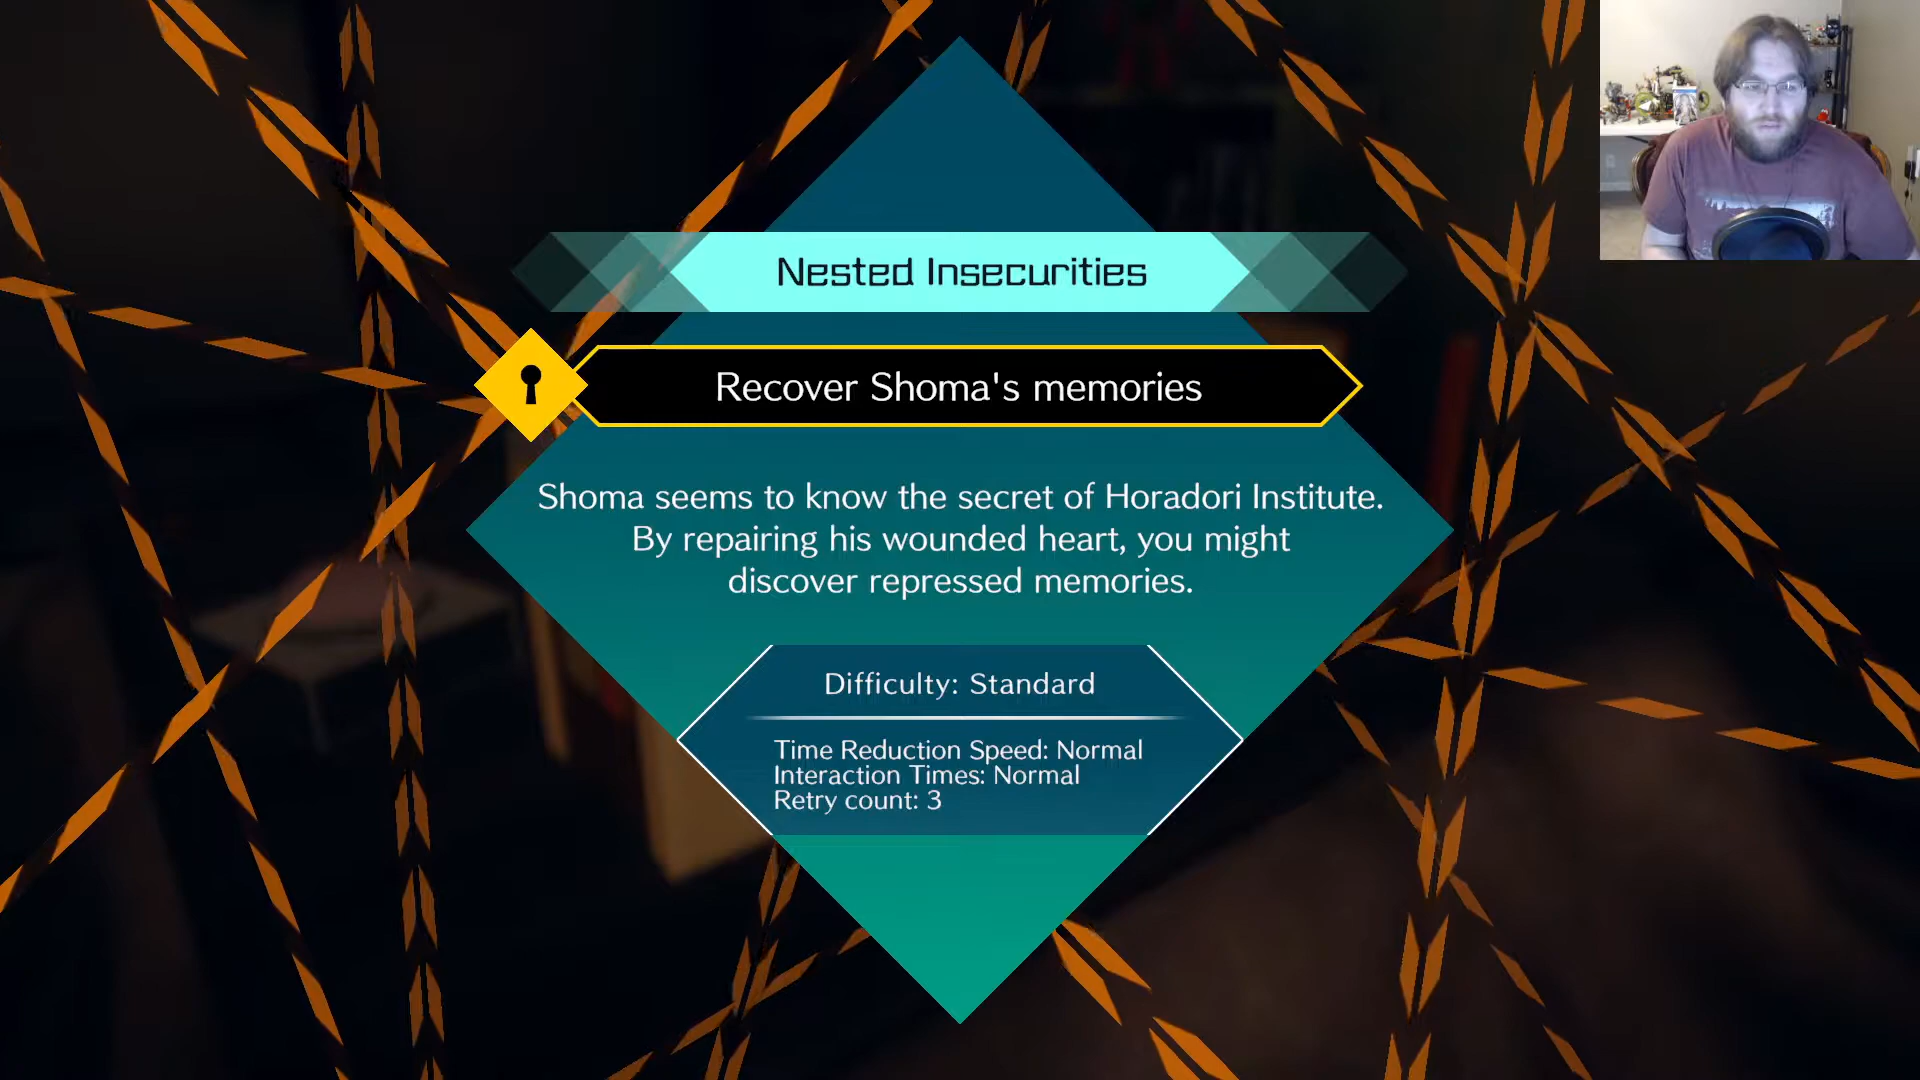 Nested Insecurities
Recover Shoma's memories
Shoma seems to know the secret of Horadori Institute.
By repairing his wounded heart, you might
discover repressed memories.
Difficulty: Standard
Time Reduction Speed: Normal
Interaction Times: Normal
Retry count: 3